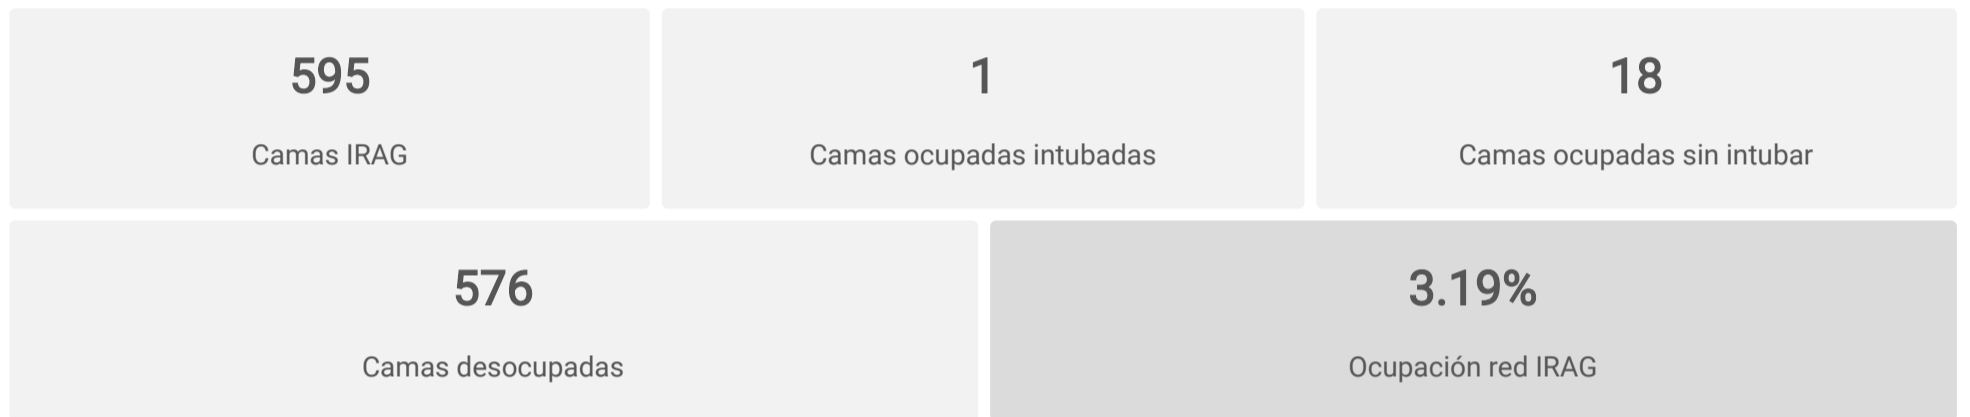 595
Camas IRAG
1
Camas ocupadas intubadas
18
Camas ocupadas sin intubar
576
Camas desocupadas
3.19%
Ocupación red IRAG